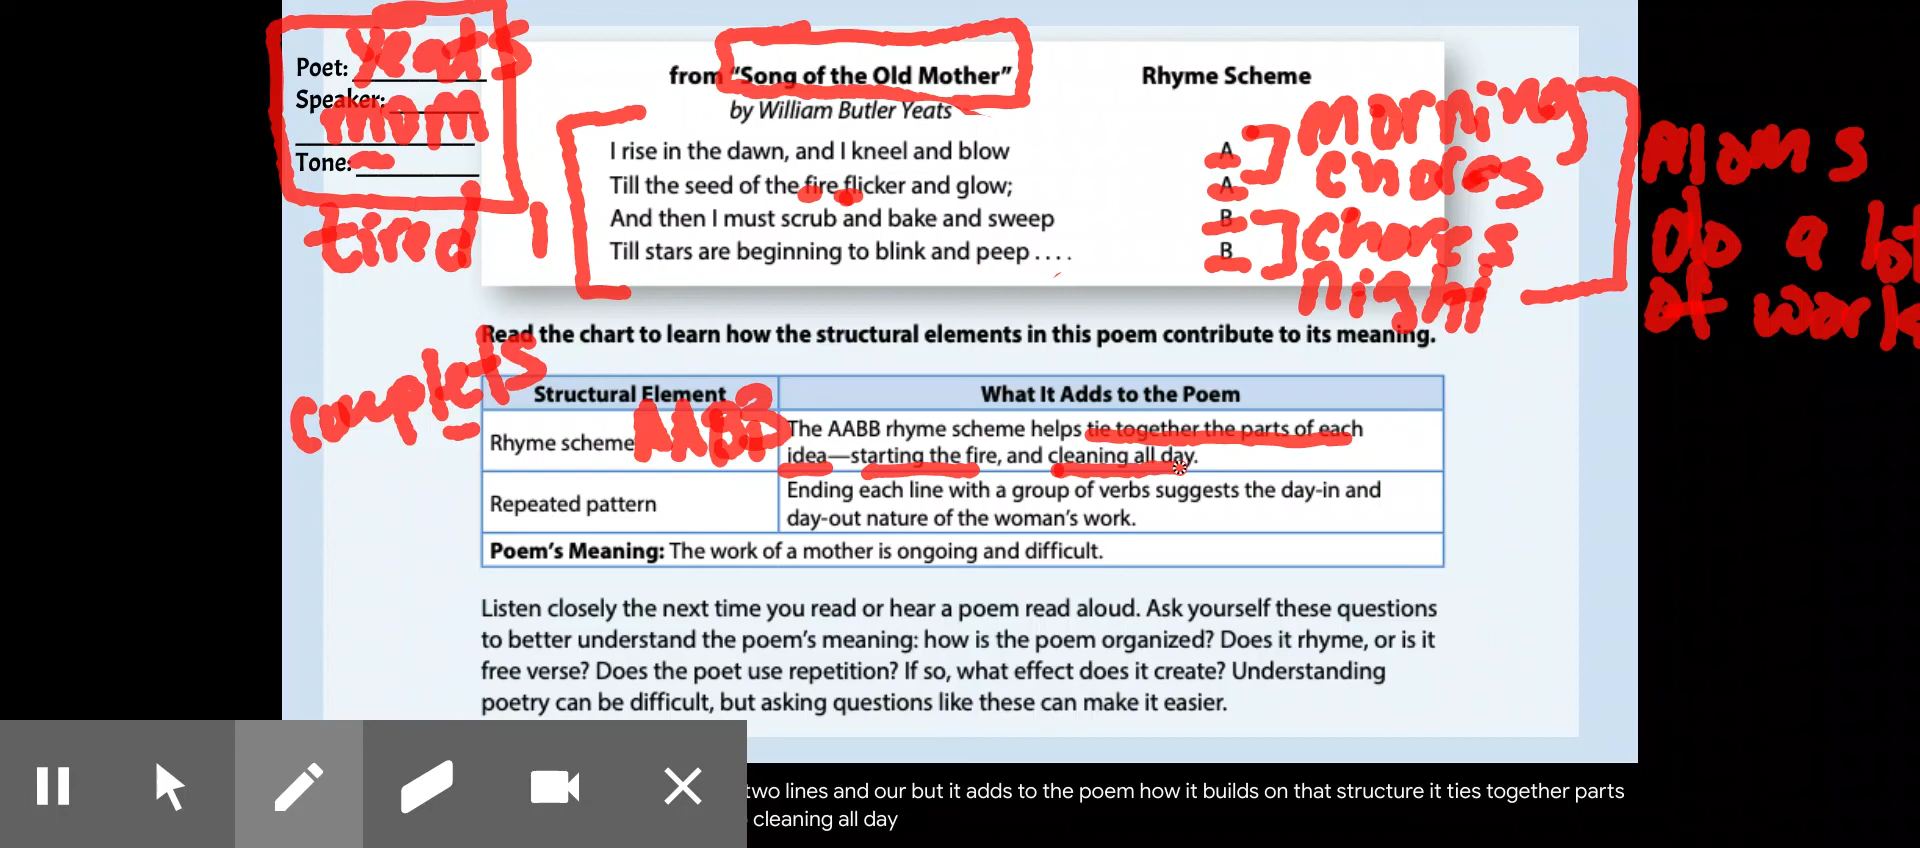 Poet: Yeats
Speaker: mom
Tone:
tired
from "Song of the Old Mother"
by William Butler Yeats
I rise in the dawn, and I kneel and blow
Till the seed of the fire flicker and glow;
And then I must scrub and bake and sweep
Till stars are beginning to blink and peep ....
Rhyme Scheme
A
A
B
B
morning
chores
chores
night
Moms
do a lot
of work
Read the chart to learn how the structural elements in this poem contribute to its meaning.
couplets
Structural Element
What It Adds to the Poem
Rhyme scheme AABB
The AABB rhyme scheme helps tie together the parts of each
idea—starting the fire, and cleaning all day.
Repeated pattern
Ending each line with a group of verbs suggests the day-in and
day-out nature of the woman's work.
Poem's Meaning: The work of a mother is ongoing and difficult.
Listen closely the next time you read or hear a poem read aloud. Ask yourself these questions
to better understand the poem's meaning: how is the poem organized? Does it rhyme, or is it
free verse? Does the poet use repetition? If so, what effect does it create? Understanding
poetry can be difficult, but asking questions like these can make it easier.
two lines and our but it adds to the poem how it builds on that structure it ties together parts
cleaning all day